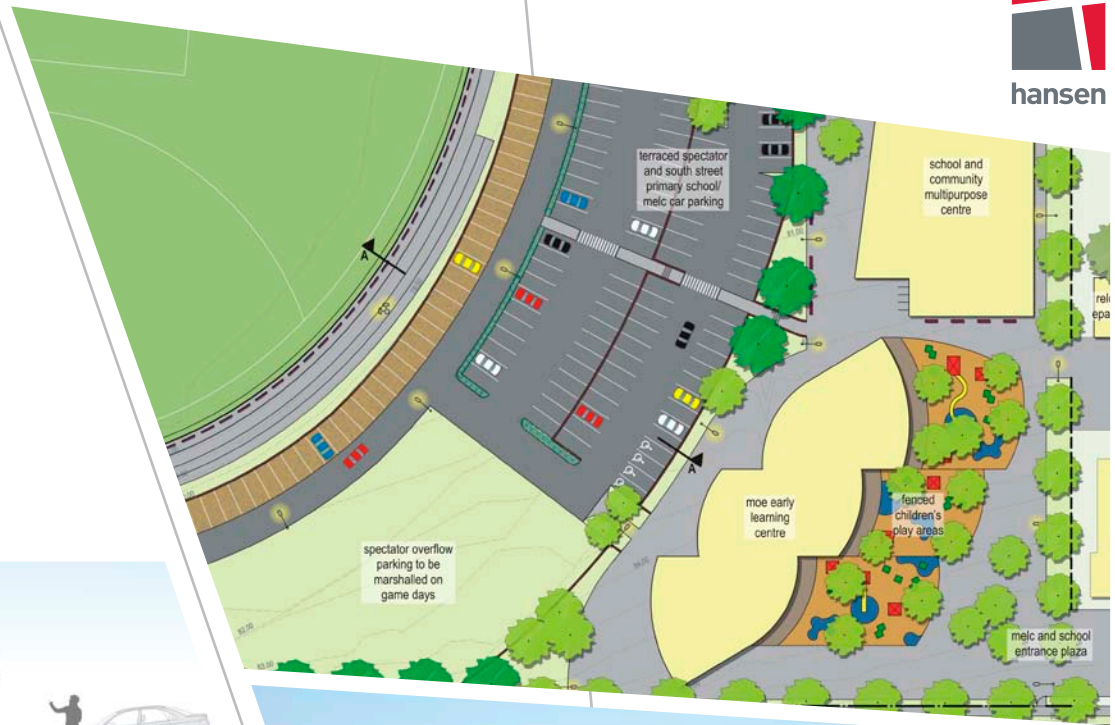 hansen
terraced spectator
and south street
primary school/
melc car parking
school and
community
multipurpose
centre
A
A
moe early
learning
centre
fenced
children's
play areas
spectator overflow
parking to be
marshalled on
game days
melc and school
entrance plaza